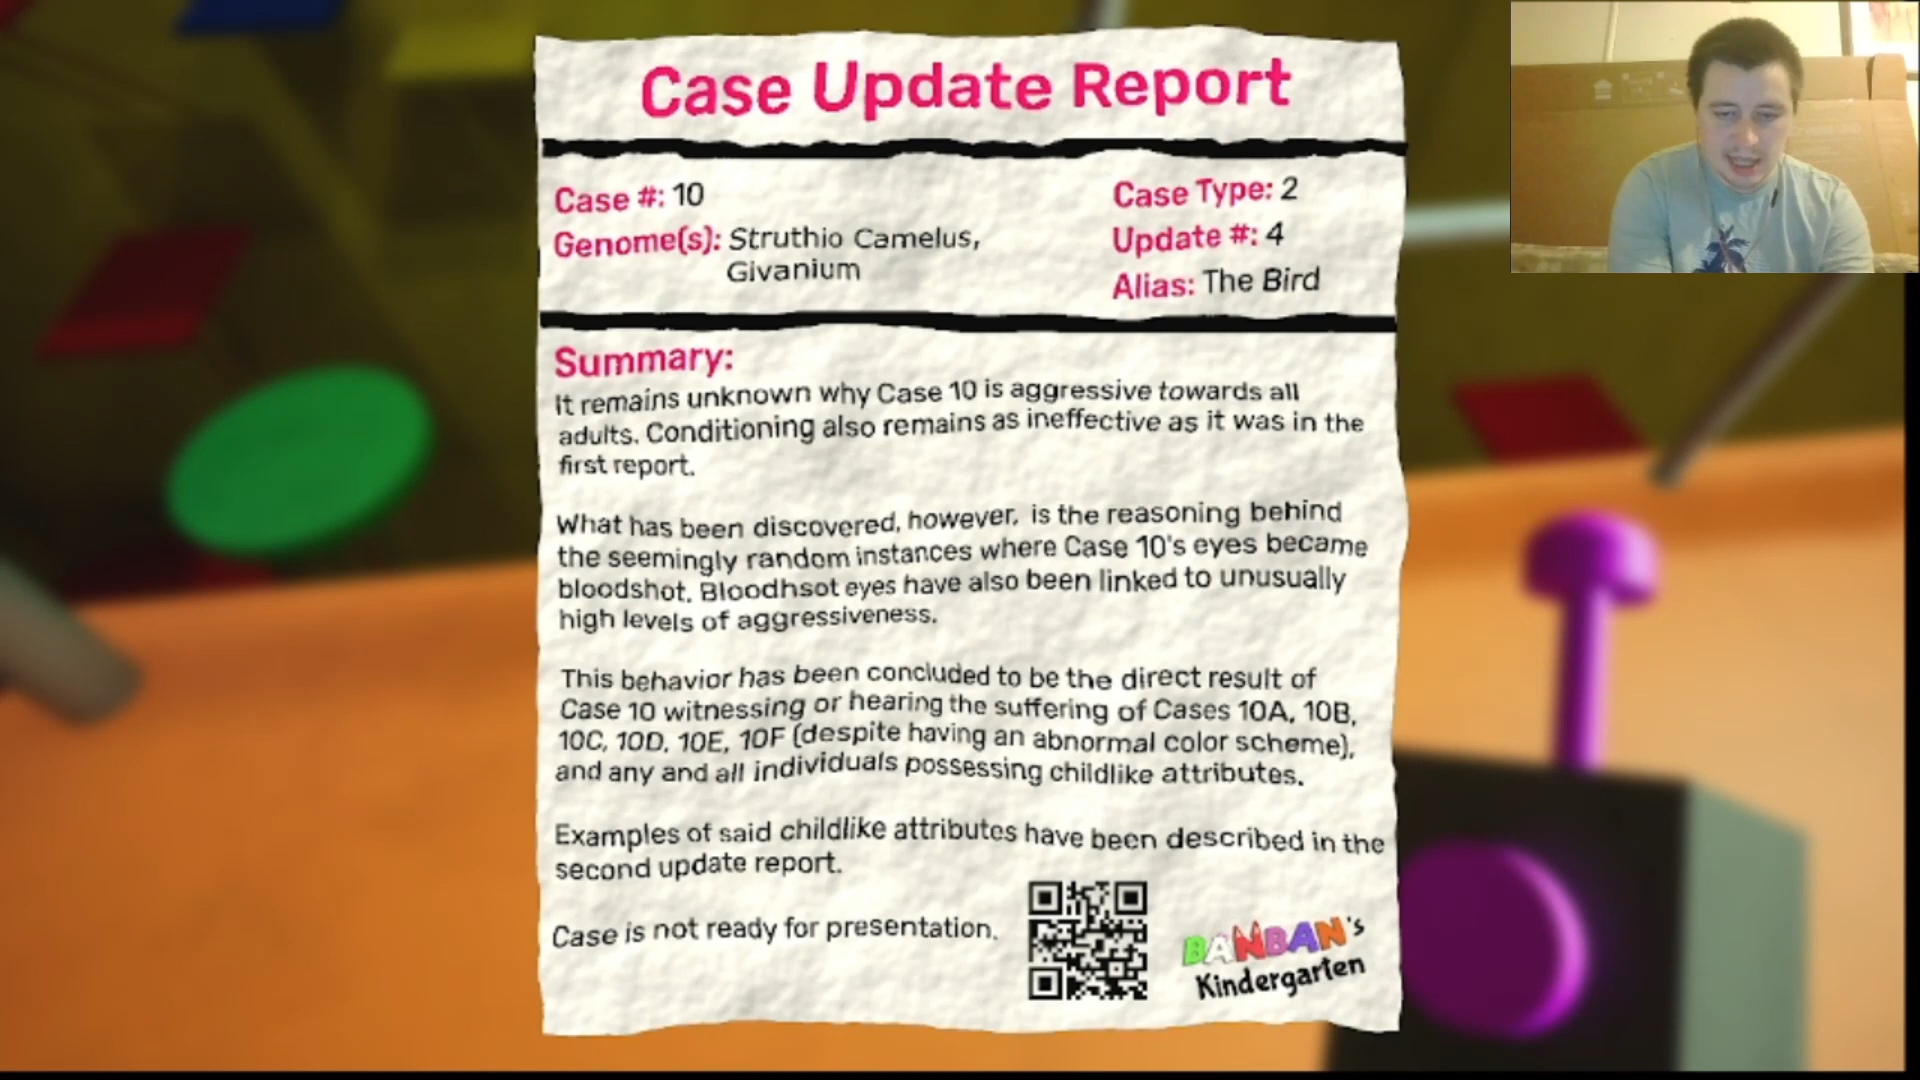 Case Update Report
Case #: 10
Case Type: 2
Genome(s): Struthio Camelus,
Givanium
Update #: 4
Alias: The Bird
Summary:
It remains unknown why Case 10 is aggressive towards all
adults. Conditioning also remains as ineffective as it was in the
first report.
What has been discovered, however, is the reasoning behind
the seemingly random instances where Case 10's eyes became
bloodshot. Bloodhsot eyes have also been linked to unusually
high levels of aggressiveness.
This behavior has been concluded to be the direct result of
Case 10 witnessing or hearing the suffering of Cases 10A, 10B,
10C, 10D, 10E, 10F (despite having an abnormal color scheme),
and any and all individuals possessing childlike attributes.
Examples of said childlike attributes have been described in the
second update report.
Case is not ready for presentation.
BANBAN's
Kindergarten